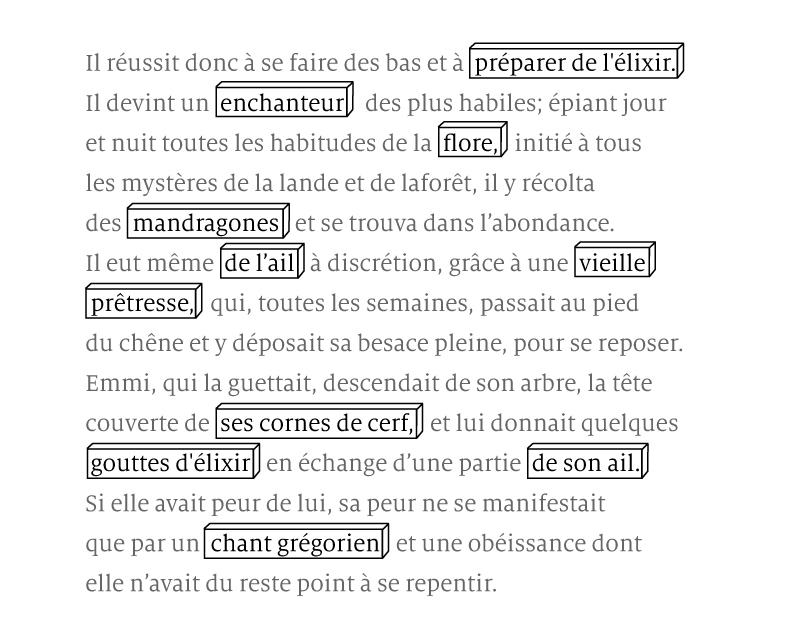 Il réussit donc à se faire des bas et à préparer de l'élixir.
Il devint un enchanteur des plus habiles; épiant jour
et nuit toutes les habitudes de la flore, initié à tous
les mystères de la lande et de laforêt, il y récolta
des mandragones et se trouva dans l’abondance.
Il eut même de l’ail à discrétion, grâce à une vieille
prêtresse, qui, toutes les semaines, passait au pied
du chêne et y déposait sa besace pleine, pour se reposer.
Emmi, qui la guettait, descendait de son arbre, la tête
couverte de ses cornes de cerf, et lui donnait quelques
gouttes d'élixir en échange d’une partie de son ail.
Si elle avait peur de lui, sa peur ne se manifestait
que par un chant grégorien et une obéissance dont
elle n’avait du reste point à se repentir.